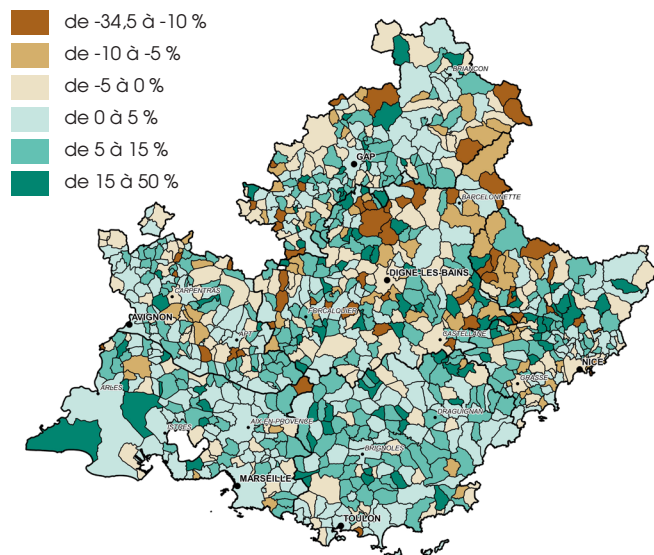 de -34,5 à -10 %
de -10 à -5 %
de -5 à 0 %
de 0 à 5 %
de 5 à 15 %
de 15 à 50 %
BRIANCON
GAP
BARCELONNETTE
DIGNE-LES-BAINS
CARPENTRAS
AVIGNON
FORCALQUIER
APT
CASTELLANE
NICE
GRASSE
ARLES
DRAGUIGNAN
ISTRES
AIX-EN-PROVENCE
BRIGNOLES
MARSEILLE
TOULON